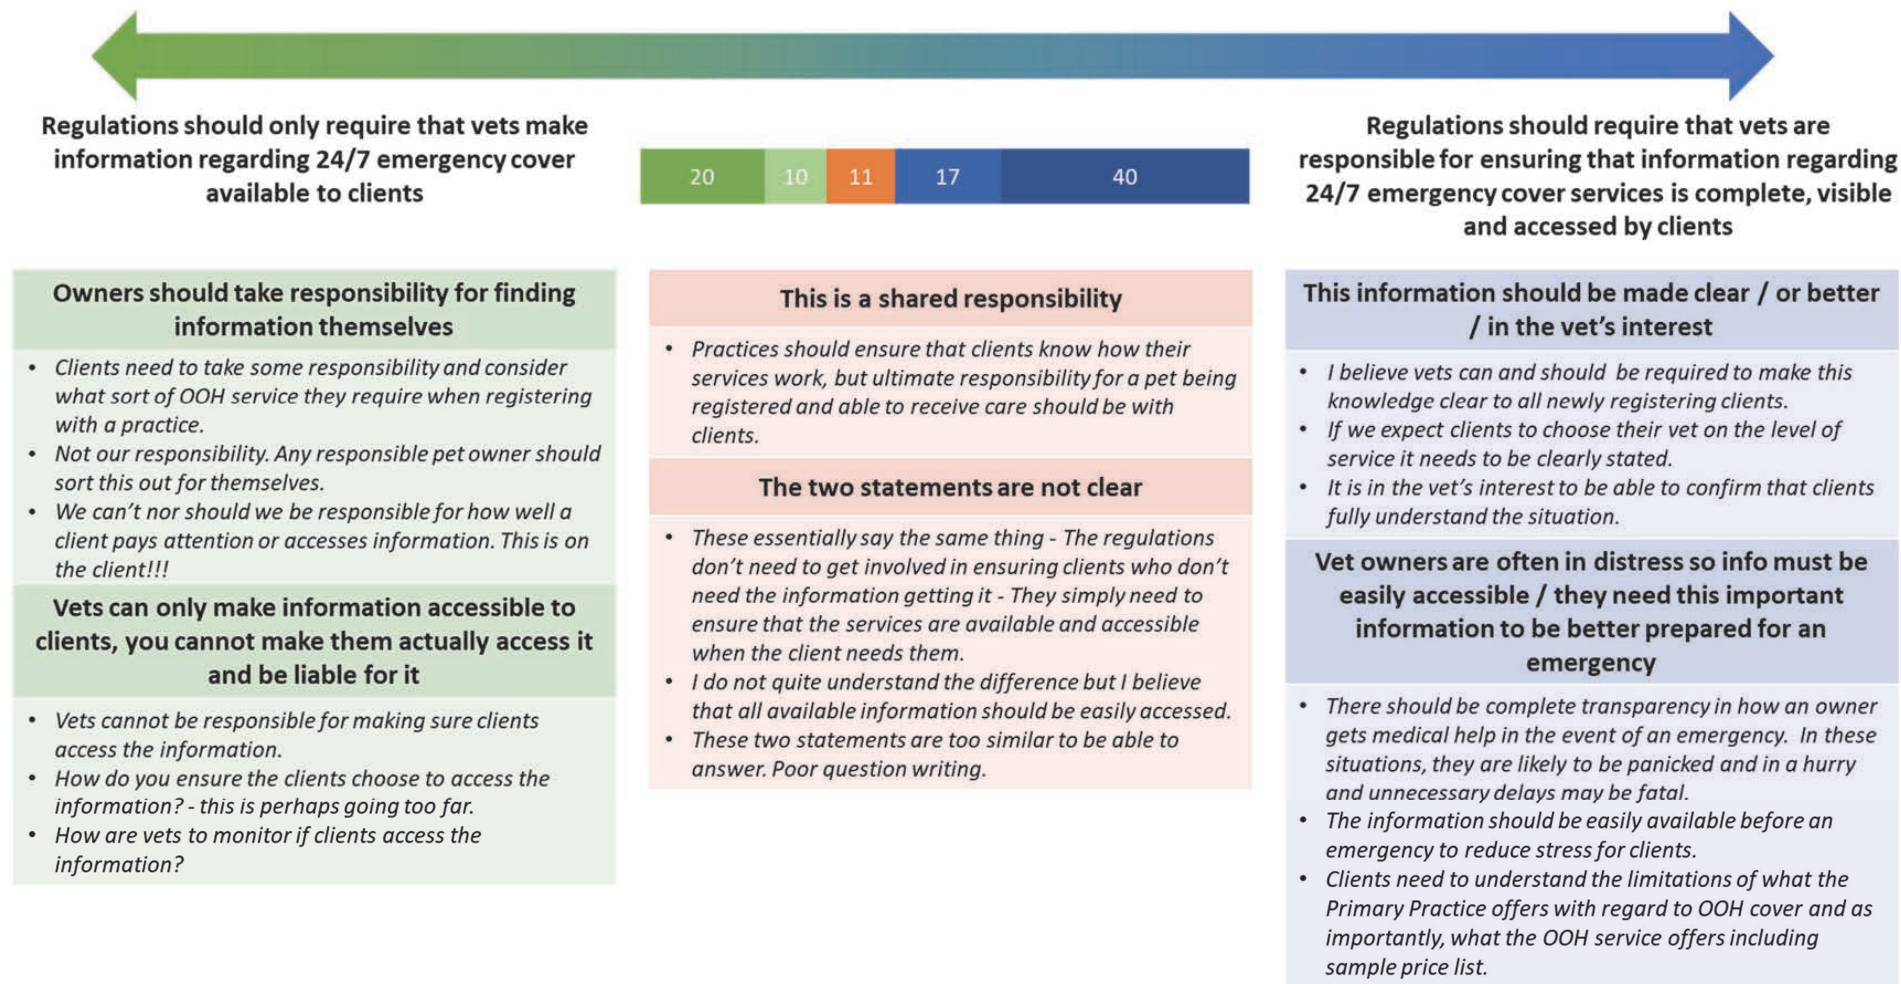 Regulations should only require that vets make
information regarding 24/7 emergency cover
available to clients
20 10 11 17 40
Regulations should require that vets are
responsible for ensuring that information regarding
24/7 emergency cover services is complete, visible
and accessed by clients
Owners should take responsibility for finding
information themselves
• Clients need to take some responsibility and consider
what sort of OOH service they require when registering
with a practice.
• Not our responsibility. Any responsible pet owner should
sort this out for themselves.
• We can't nor should we be responsible for how well a
client pays attention or accesses information. This is on
the client!!!
Vets can only make information accessible to
clients, you cannot make them actually access it
and be liable for it
• Vets cannot be responsible for making sure clients
access the information.
• How do you ensure the clients choose to access the
information? - this is perhaps going too far.
• How are vets to monitor if clients access the
information?
This is a shared responsibility
• Practices should ensure that clients know how their
services work, but ultimate responsibility for a pet being
registered and able to receive care should be with
clients.
The two statements are not clear
• These essentially say the same thing - The regulations
don't need to get involved in ensuring clients who don't
need the information getting it - They simply need to
ensure that the services are available and accessible
when the client needs them.
• I do not quite understand the difference but I believe
that all available information should be easily accessed.
• These two statements are too similar to be able to
answer. Poor question writing.
This information should be made clear / or better
/ in the vet's interest
• I believe vets can and should be required to make this
knowledge clear to all newly registering clients.
• If we expect clients to choose their vet on the level of
service it needs to be clearly stated.
• It is in the vet's interest to be able to confirm that clients
fully understand the situation.
Vet owners are often in distress so info must be
easily accessible / they need this important
information to be better prepared for an
emergency
• There should be complete transparency in how an owner
gets medical help in the event of an emergency. In these
situations, they are likely to be panicked and in a hurry
and unnecessary delays may be fatal.
• The information should be easily available before an
emergency to reduce stress for clients.
• Clients need to understand the limitations of what the
Primary Practice offers with regard to OOH cover and as
importantly, what the OOH service offers including
sample price list.